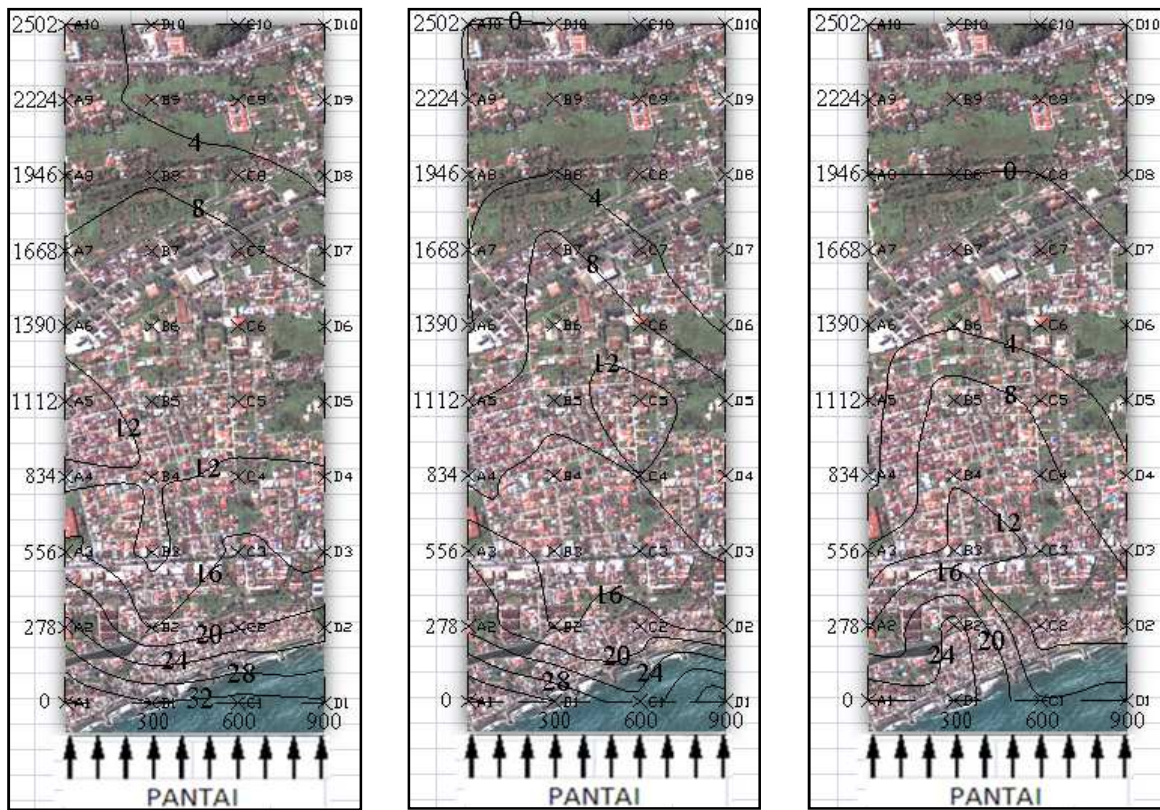 2502 A10 B10 C10 D10
2224 A9 B9 C9 D9
4
1946 A8 B8 C8 D8
8
1668 A7 B7 C7 D7
1390 A6 B6 C6 D6
1112 A5 B5 C5 D5
12
834 A4 B4 12 C4 D4
556 A3 B3 C3 D3
16
278 A2 B2 C2 D2
20
24
28
0 A1 B1 32 C1 D1
300 600 900
PANTAI
2502 A10 0 B10 C10 D10
2224 A9 B9 C9 D9
1946 A8 B8 C8 D8
4
1668 A7 B7 C7 D7
8
1390 A6 B6 C6 D6
12
1112 A5 B5 C5 D5
834 A4 B4 C4 D4
556 A3 B3 C3 D3
16
278 A2 B2 C2 D2
20
24
28
0 A1 B1 C1 D1
300 600 900
PANTAI
2502 A10 B10 C10 D10
2224 A9 B9 C9 D9
1946 A8 B8 0 C8 D8
1668 A7 B7 C7 D7
1390 A6 B6 C6 D6
4
1112 A5 B5 8 C5 D5
834 A4 B4 C4 D4
12
556 A3 B3 C3 D3
16
278 A2 B2 C2 D2
20
24
0 A1 B1 C1 D1
300 600 900
PANTAI